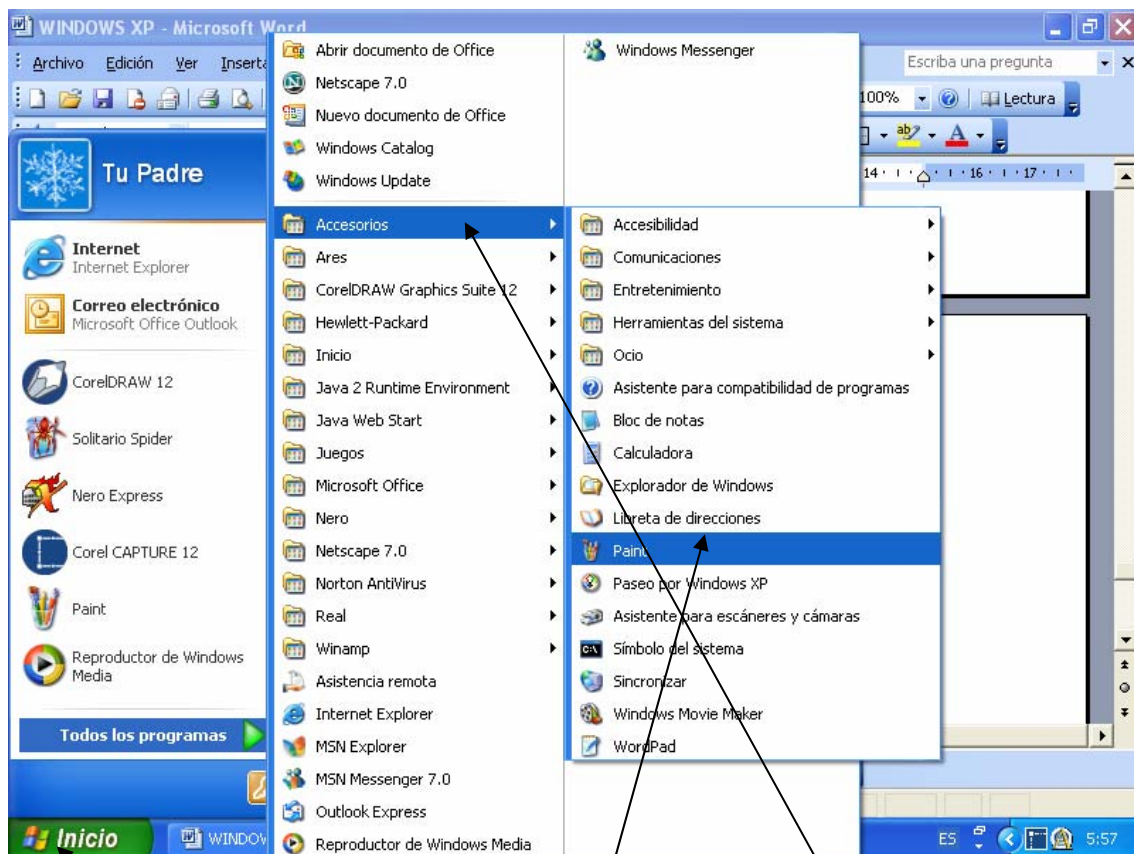 WINDOWS XP - Microsoft Word
Archivo Edición Ver
Escriba una pregunta
100% Lectura
14 16 17
Tu Padre
Internet
Internet Explorer
Correo electrónico
Microsoft Office Outlook
CorelDRAW 12
Solitario Spider
Nero Express
Corel CAPTURE 12
Paint
Reproductor de Windows
Media
Todos los programas
Abrir documento de Office
Netscape 7.0
Nuevo documento de Office
Windows Catalog
Windows Update
Accesorios
Ares
CorelDRAW Graphics Suite 12
Hewlett-Packard
Inicio
Java 2 Runtime Environment
Java Web Start
Juegos
Microsoft Office
Nero
Netscape 7.0
Norton AntiVirus
Real
Winamp
Asistencia remota
Internet Explorer
MSN Explorer
MSN Messenger 7.0
Outlook Express
Reproductor de Windows Media
Windows Messenger
Accesibilidad
Comunicaciones
Entretenimiento
Herramientas del sistema
Ocio
Asistente para compatibilidad de programas
Bloc de notas
Calculadora
Explorador de Windows
Libreta de direcciones
Paint
Paseo por Windows XP
Asistente para escáneres y cámaras
Símbolo del sistema
Sincronizar
Windows Movie Maker
WordPad
Inicio
ES 5:57